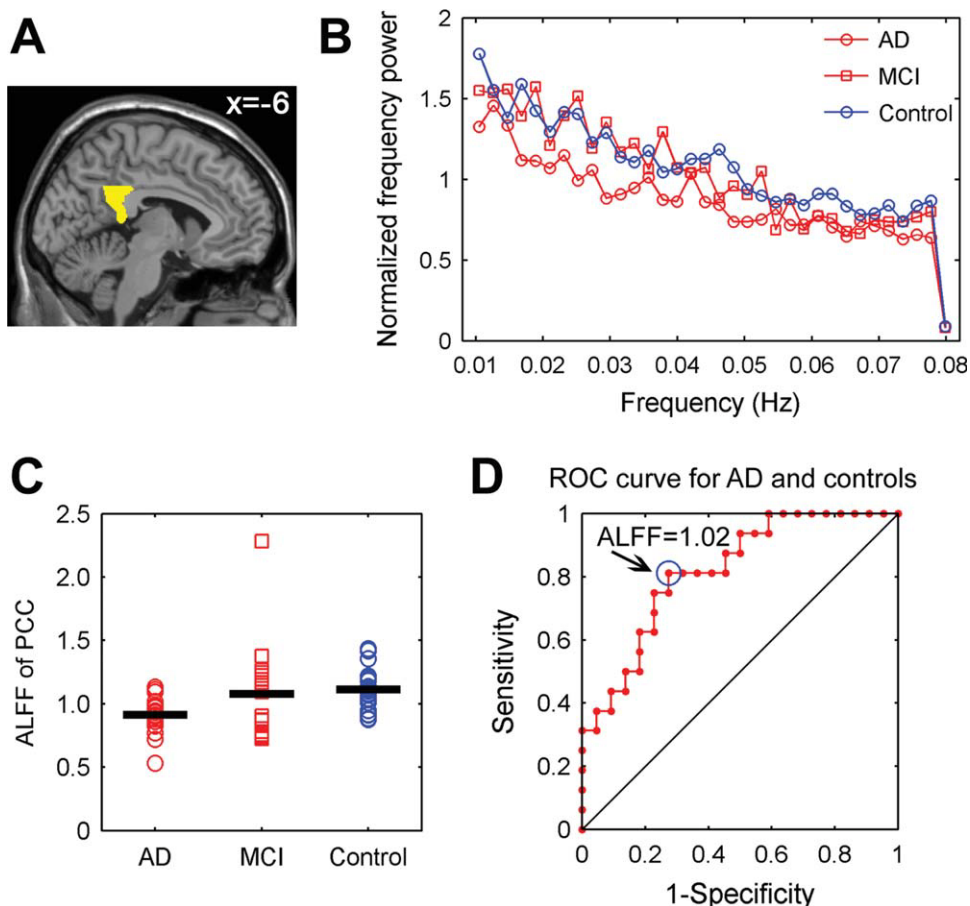 A
x=-6
B
Normalized frequency power
2
1.5
1
0.5
0
0.01 0.02 0.03 0.04 0.05 0.06 0.07 0.08
Frequency (Hz)
AD
MCI
Control
C
ALFF of PCC
2.5
2.0
1.5
1.0
0.5
0
AD MCI Control
D
ROC curve for AD and controls
ALFF=1.02
Sensitivity
1
0.8
0.6
0.4
0.2
0
0 0.2 0.4 0.6 0.8 1
1-Specificity